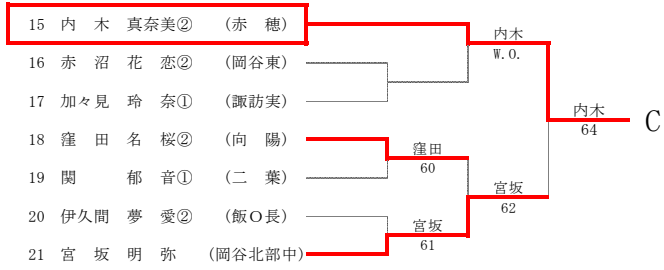 15 内 木 真奈美② (赤 穂)
内木
W.O.
16 赤 沼 花 恋② (岡谷東)
17 加々見 玲 奈① (諏訪実)
内木
64
C
18 窪 田 名 桜② (向 陽)
窪田
60
19 関 郁 音① (二 葉)
宮坂
62
20 伊久間 夢 愛② (飯O長)
宮坂
61
21 宮 坂 明 弥 (岡谷北部中)